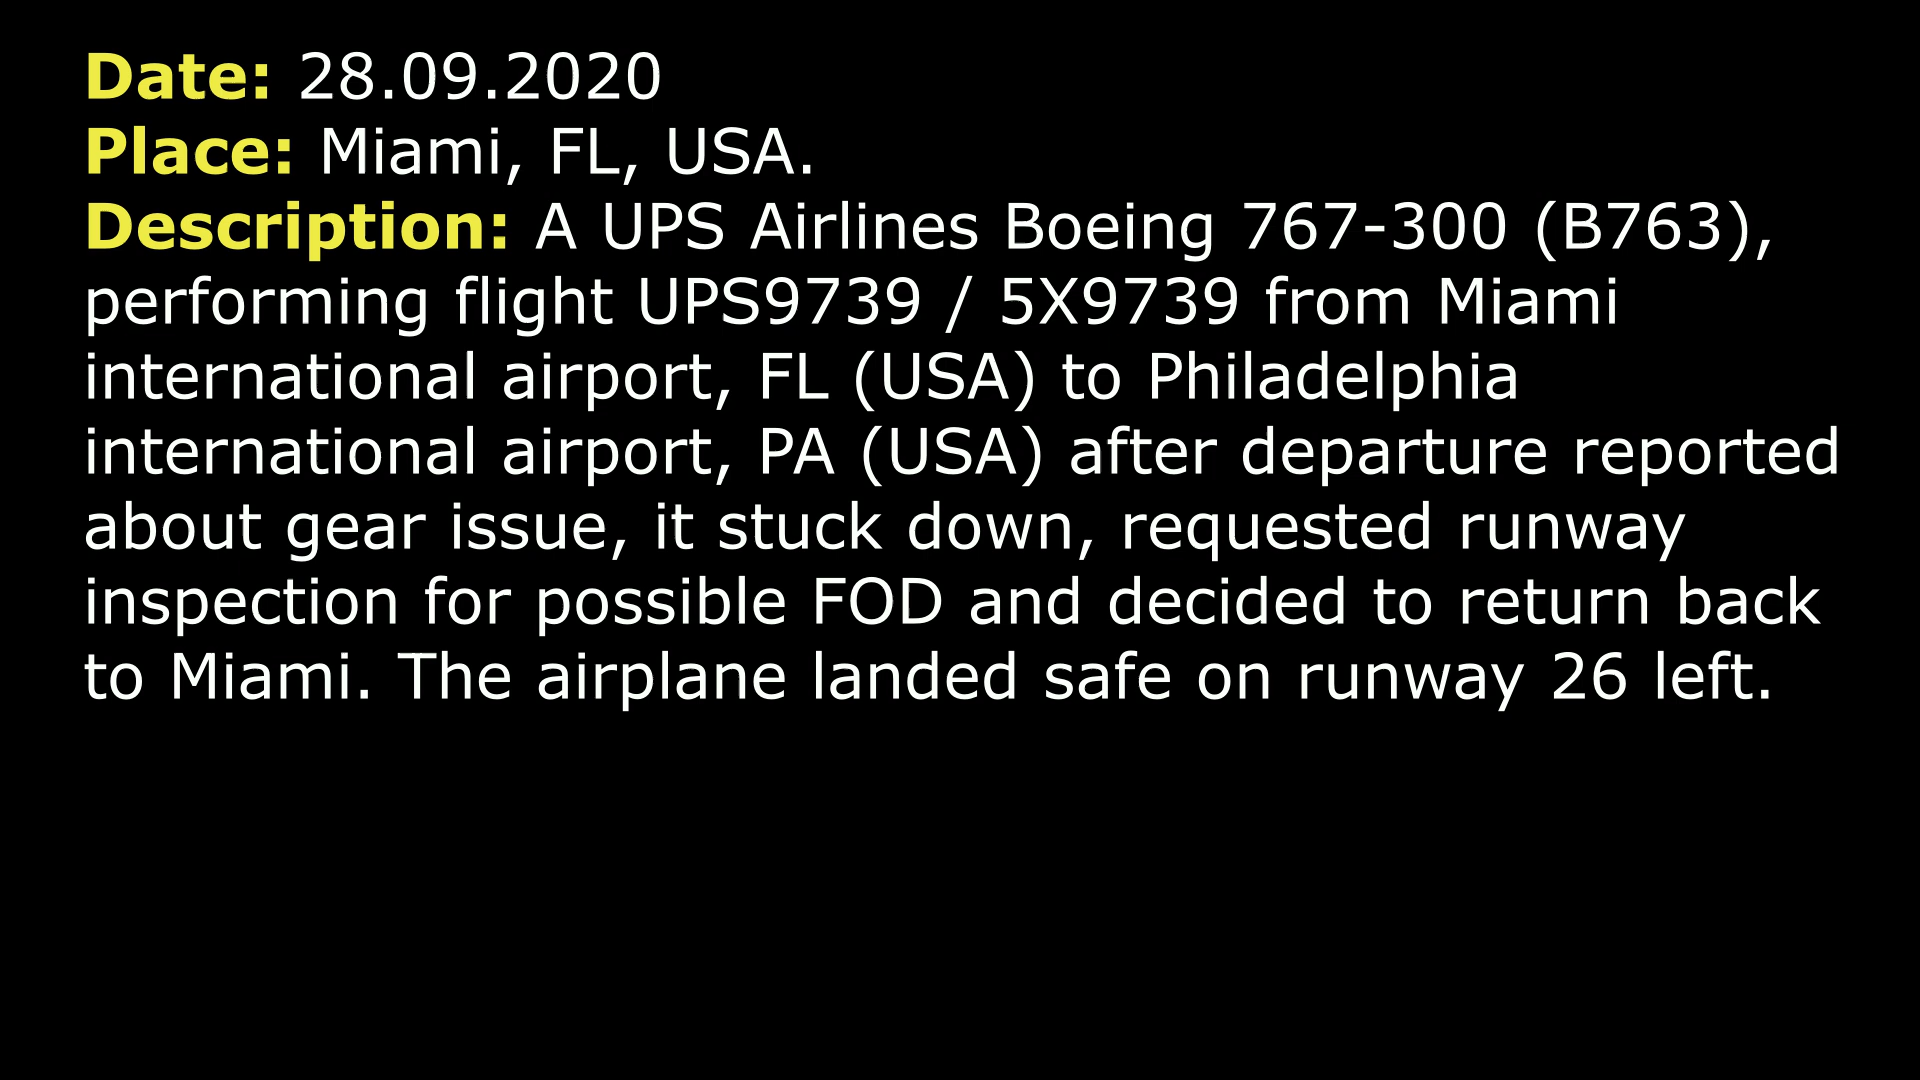 Date: 28.09.2020
Place: Miami, FL, USA.
Description: A UPS Airlines Boeing 767-300 (B763),
performing flight UPS9739 / 5X9739 from Miami
international airport, FL (USA) to Philadelphia
international airport, PA (USA) after departure reported
about gear issue, it stuck down, requested runway
inspection for possible FOD and decided to return back
to Miami. The airplane landed safe on runway 26 left.